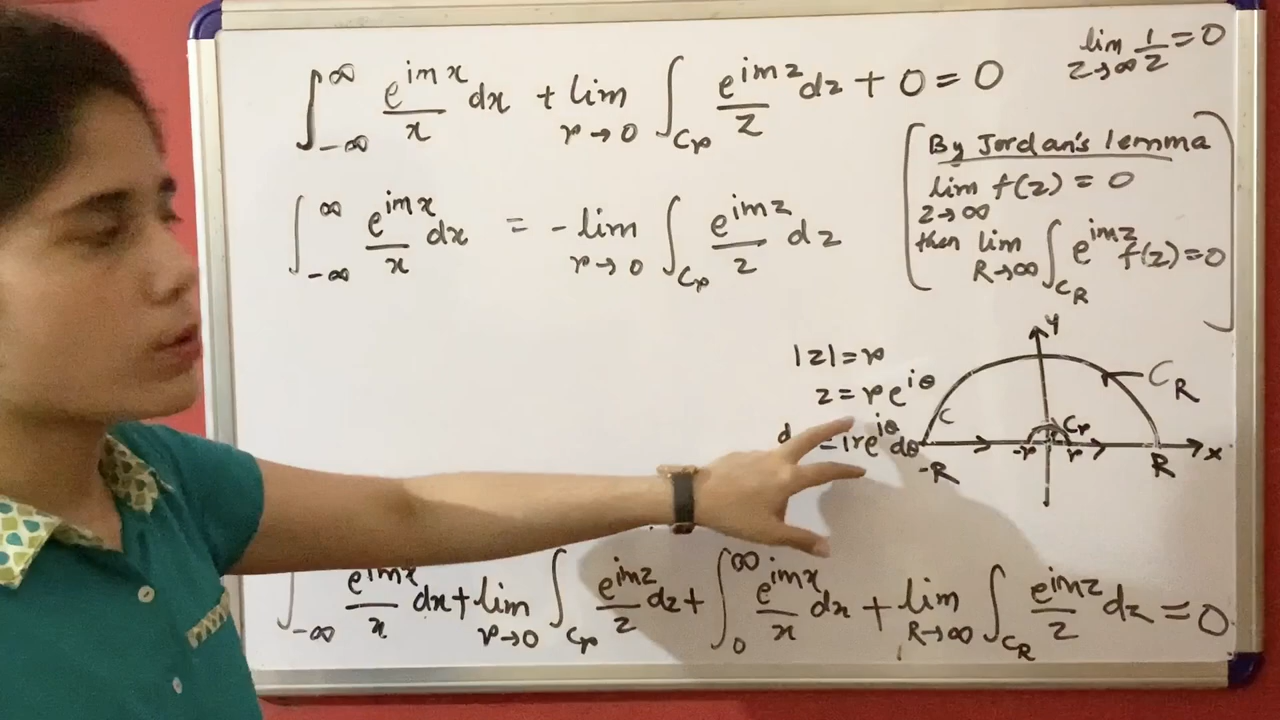 ∫_{-∞}^{∞} e^{imx}/x dx + lim_{r→0} ∫_{C_r} e^{imz}/z dz + 0 = 0
lim_{z→∞} 1/z = 0
∫_{-∞}^{∞} e^{imx}/x dx = -lim_{r→0} ∫_{C_r} e^{imz}/z dz
[By Jordan's lemma
lim_{z→∞} f(z) = 0
then lim_{R→∞} ∫_{C_R} e^{imz} f(z) = 0]
|z| = r
z = re^{iθ}
d = ire^{iθ} dθ
y
C_R
C
C_r
-R -r r R x
∫_{-∞} e^{imx}/x dx + lim_{r→0} ∫_{C_r} e^{imz}/z dz + ∫_{0}^{∞} e^{imx}/x dx + lim_{R→∞} ∫_{C_R} e^{imz}/z dz = 0